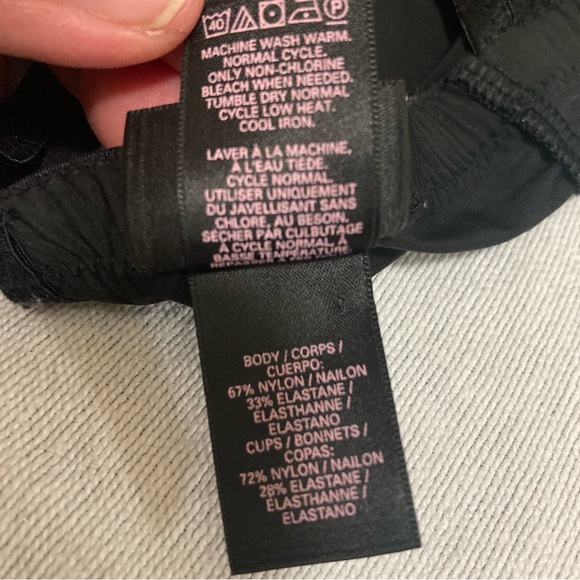 40 P
MACHINE WASH WARM.
NORMAL CYCLE.
ONLY NON-CHLORINE
BLEACH WHEN NEEDED.
TUMBLE DRY NORMAL
CYCLE LOW HEAT.
COOL IRON.
LAVER À LA MACHINE,
À L'EAU TIÈDE,
CYCLE NORMAL.
UTILISER UNIQUEMENT
DU JAVELLISANT SANS
CHLORE, AU BESOIN.
SÉCHER PAR CULBUTAGE
À CYCLE NORMAL, À
BASSE TEMPÉRATURE.
BODY / CORPS /
CUERPO:
67% NYLON / NAILON
33% ELASTANE /
ELASTHANNE /
ELASTANO
CUPS / BONNETS /
COPAS:
72% NYLON / NAILON
28% ELASTANE /
ELASTHANNE /
ELASTANO